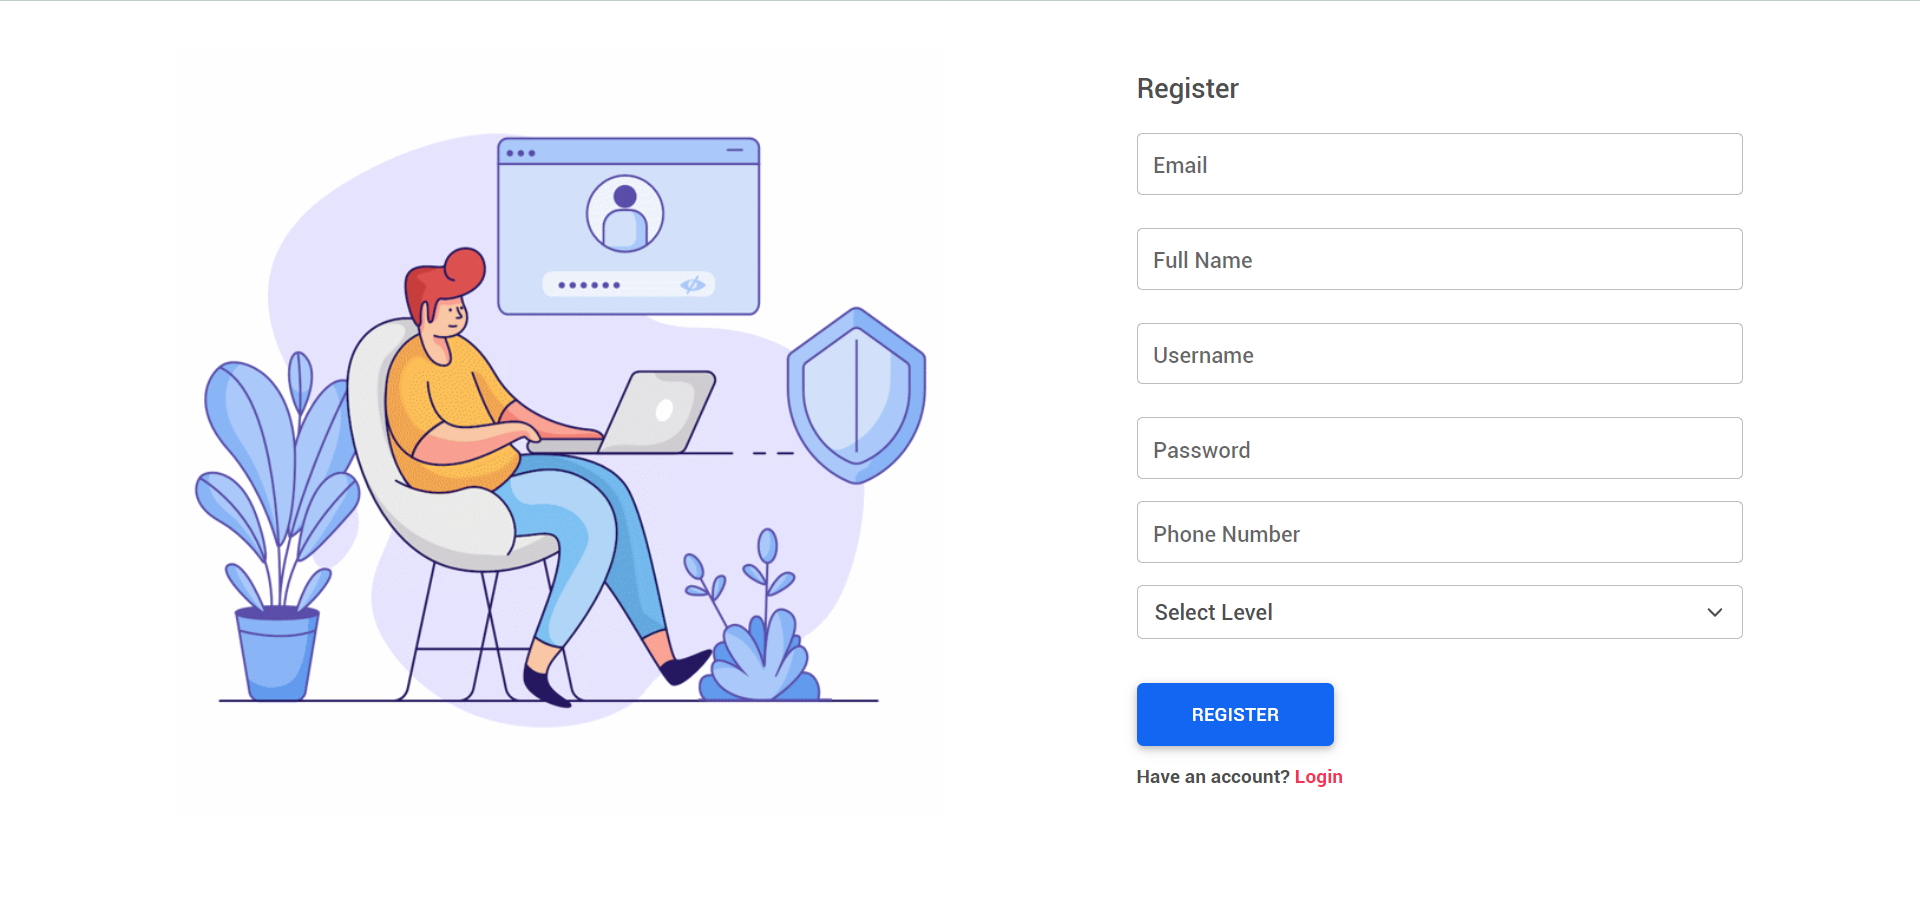 Register
Email
Full Name
Username
Password
Phone Number
Select Level
REGISTER
Have an account? Login